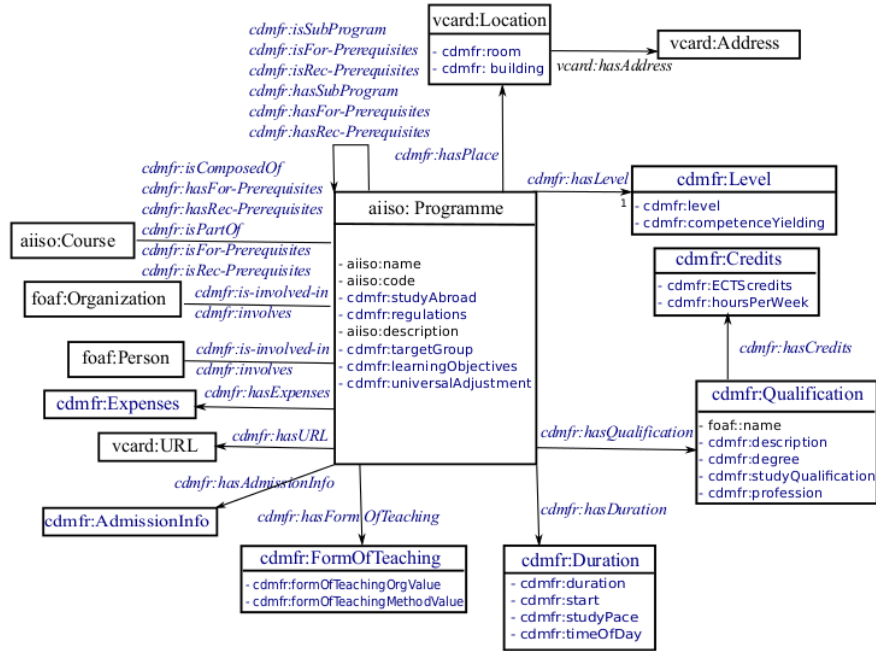 cdmfr:isSubProgram
cdmfr:isFor-Prerequisites
cdmfr:isRec-Prerequisites
cdmfr:hasSubProgram
cdmfr:hasFor-Prerequisites
cdmfr:hasRec-Prerequisites
vcard:Location
- cdmfr:room
- cdmfr: building
vcard:hasAddress
vcard:Address
cdmfr:hasPlace
cdmfr:isComposedOf
cdmfr:hasFor-Prerequisites
cdmfr:hasRec-Prerequisites
cdmfr:isPartOf
cdmfr:isFor-Prerequisites
cdmfr:isRec-Prerequisites
aiiso:Course
cdmfr:hasLevel
1
cdmfr:Level
- cdmfr:level
- cdmfr:competenceYielding
aiiso: Programme
- aiiso:name
- aiiso:code
- cdmfr:studyAbroad
- cdmfr:regulations
- aiiso:description
- cdmfr:targetGroup
- cdmfr:learningObjectives
- cdmfr:universalAdjustment
foaf:Organization
cdmfr:is-involved-in
cdmfr:involves
foaf:Person
cdmfr:is-involved-in
cdmfr:involves
cdmfr:Expenses
cdmfr:hasExpenses
vcard:URL
cdmfr:hasURL
cdmfr:AdmissionInfo
cdmfr:hasAdmissionInfo
cdmfr:Credits
- cdmfr:ECTScredits
- cdmfr:hoursPerWeek
cdmfr:hasCredits
cdmfr:hasQualification
cdmfr:Qualification
- foaf::name
- cdmfr:description
- cdmfr:degree
- cdmfr:studyQualification
- cdmfr:profession
cdmfr:hasFormOfTeaching
cdmfr:FormOfTeaching
- cdmfr:formOfTeachingOrgValue
- cdmfr:formOfTeachingMethodValue
cdmfr:hasDuration
cdmfr:Duration
- cdmfr:duration
- cdmfr:start
- cdmfr:studyPace
- cdmfr:timeOfDay